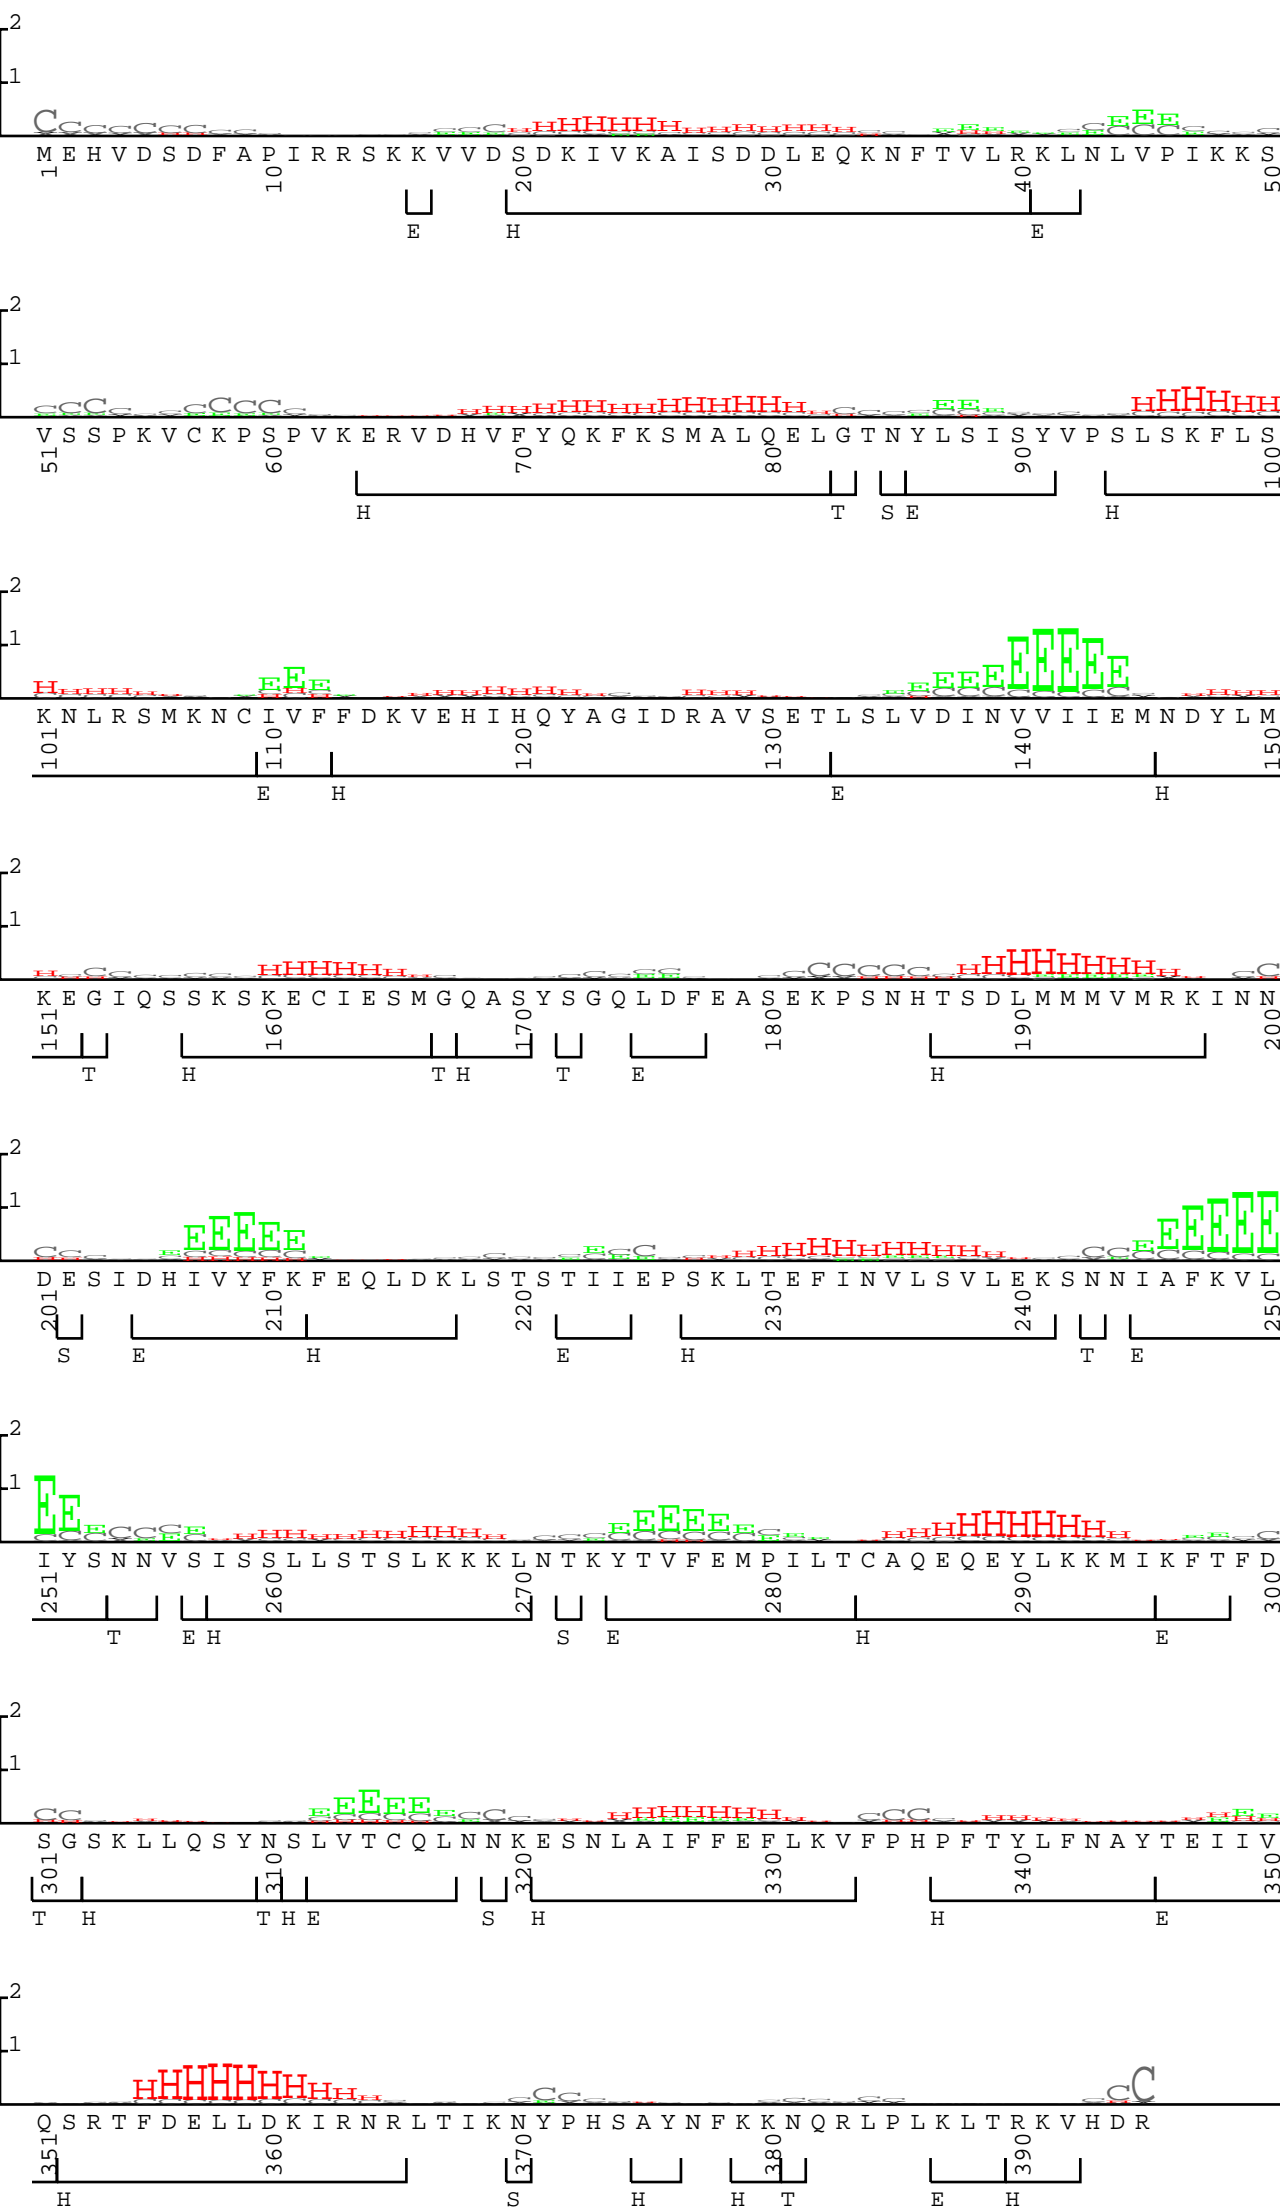 2
1
M E H V D S D F A P I R R S K K V V D S D K I V K A I S D D L E Q K N F T V L R K L N L V P I K K S
1 10 20 30 40 50
E H E
2
1
V S S P K V C K P S P V K E R V D H V F Y Q K F K S M A L Q E L G T N Y L S I S Y V P S L S K F L S
51 60 70 80 90 100
H T S E H
2
1
K N L R S M K N C I V F F D K V E H I H Q Y A G I D R A V S E T L S L V D I N V V I I E M N D Y L M
101 110 120 130 140 150
E H E H
2
1
K E G I Q S S K S K E C I E S M G Q A S Y S G Q L D F E A S E K P S N H T S D L M M M V M R K I N N
151 160 170 180 190 200
T H T H T E H
2
1
D E S I D H I V Y F K F E Q L D K L S T S T I I E P S K L T E F I N V L S V L E K S N N I A F K V L
201 210 220 230 240 250
S E H E H T E
2
1
I Y S N N V S I S S L L S T S L K K K L N T K Y T V F E M P I L T C A Q E Q E Y L K K M I K F T F D
251 260 270 280 290 300
T E H S E H E
2
1
S G S K L L Q S Y N S L V T C Q L N N K E S N L A I F F E F L K V F P H P F T Y L F N A Y T E I I V
301 310 320 330 340 350
T H T H E S H H E
2
1
Q S R T F D E L L D K I R N R L T I K N Y P H S A Y N F K K N Q R L P L K L T R K V H D R
351 360 370 380 390
H S H H T E H